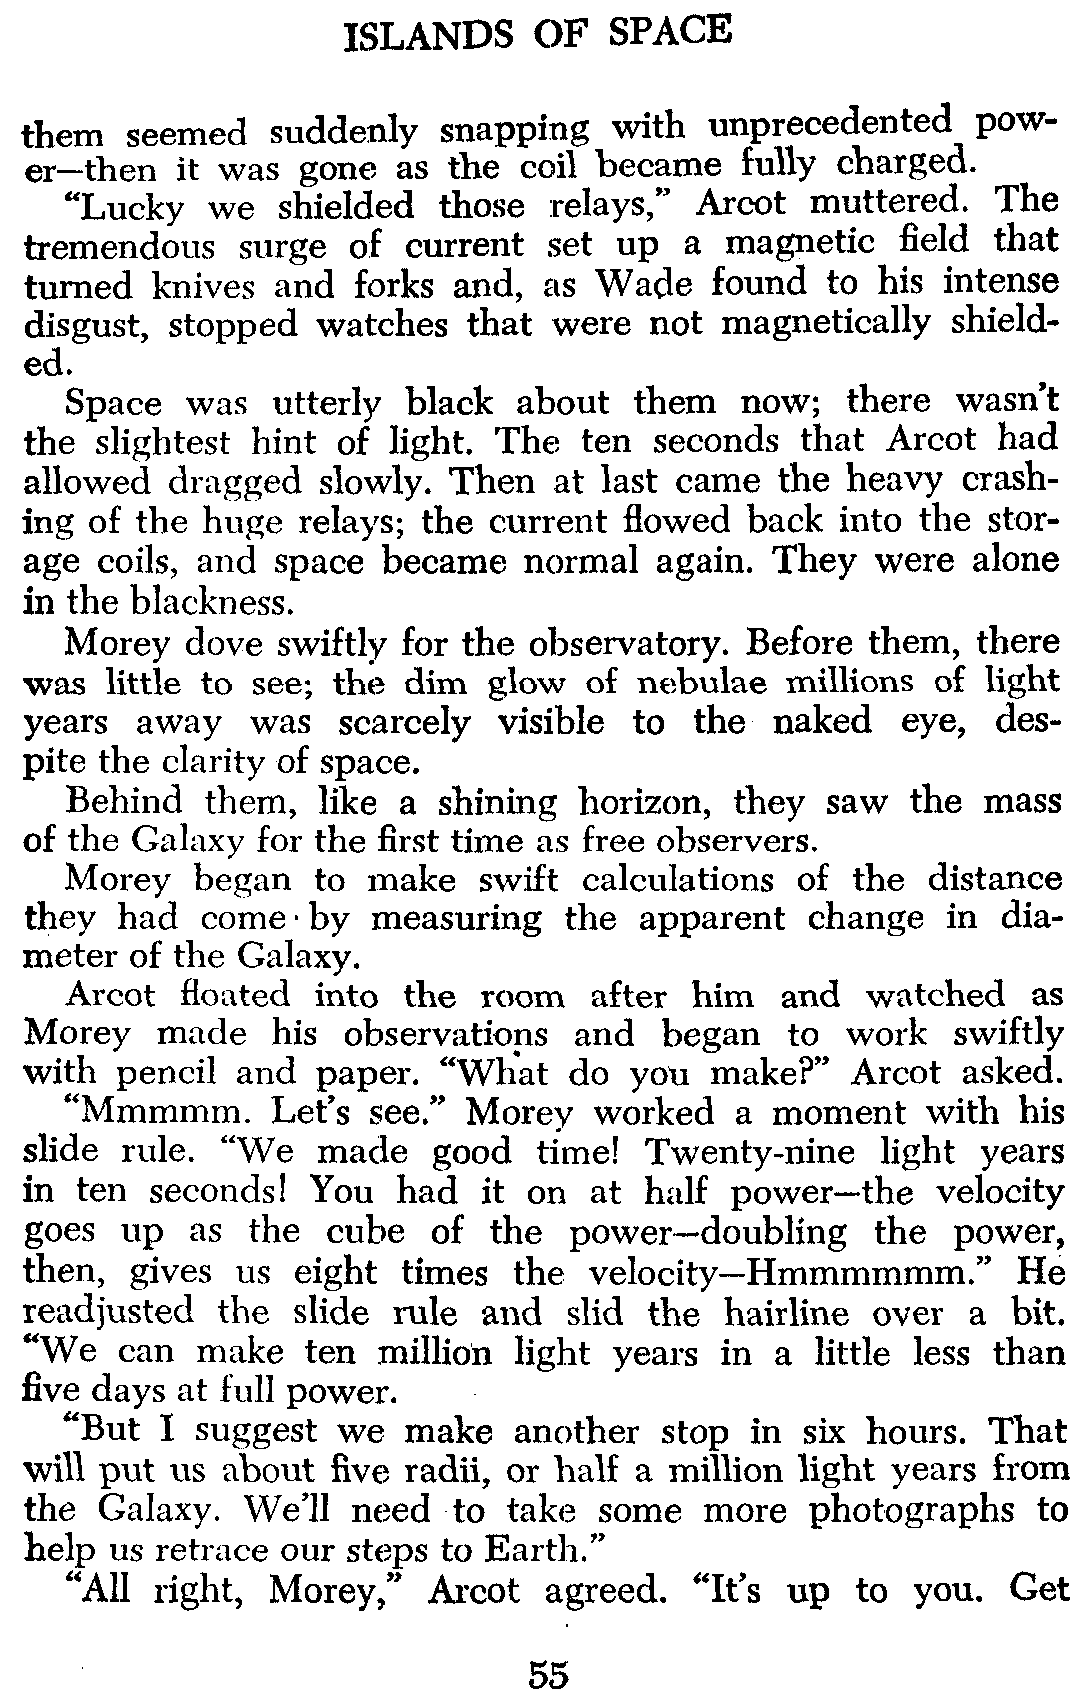 ISLANDS OF SPACE
them seemed suddenly snapping with unprecedented pow-
er—then it was gone as the coil became fully charged.
“Lucky we shielded those relays,” Arcot muttered. The
tremendous surge of current set up a magnetic field that
turned knives and forks and, as Wade found to his intense
disgust, stopped watches that were not magnetically shield-
ed.
Space was utterly black about them now; there wasn't
the slightest hint of light. The ten seconds that Arcot had
allowed dragged slowly. Then at last came the heavy crash-
ing of the huge relays; the current flowed back into the stor-
age coils, and space became normal again. They were alone
in the blackness.
Morey dove swiftly for the observatory. Before them, there
was little to see; the dim glow of nebulae millions of light
years away was scarcely visible to the naked eye, des-
pite the clarity of space.
Behind them, like a shining horizon, they saw the mass
of the Galaxy for the first time as free observers.
Morey began to make swift calculations of the distance
they had come by measuring the apparent change in dia-
meter of the Galaxy.
Arcot floated into the room after him and watched as
Morey made his observations and began to work swiftly
with pencil and paper. “What do you make?” Arcot asked.
“Mmmmm. Let's see.” Morey worked a moment with his
slide rule. “We made good time! Twenty-nine light years
in ten seconds! You had it on at half power—the velocity
goes up as the cube of the power—doubling the power,
then, gives us eight times the velocity—Hmmmmmm.” He
readjusted the slide rule and slid the hairline over a bit.
“We can make ten million light years in a little less than
five days at full power.
“But I suggest we make another stop in six hours. That
will put us about five radii, or half a million light years from
the Galaxy. We'll need to take some more photographs to
help us retrace our steps to Earth.”
“All right, Morey,” Arcot agreed. “It's up to you. Get
55